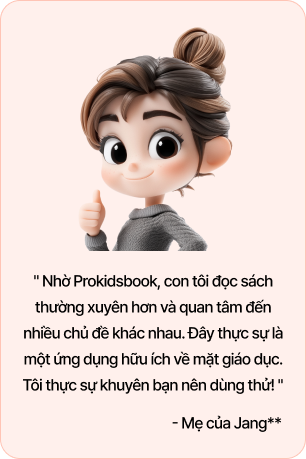 " Nhờ Prokidsbook, con tôi đọc sách
thường xuyên hơn và quan tâm đến
nhiều chủ đề khác nhau. Đây thực sự là
một ứng dụng hữu ích về mặt giáo dục.
Tôi thực sự khuyên bạn nên dùng thử! "
- Mẹ của Jang**